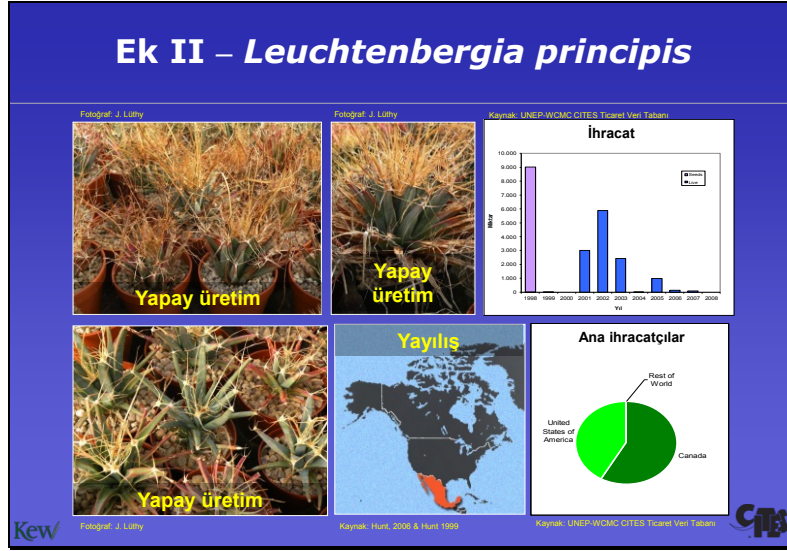 Ek II – Leuchtenbergia principis
Fotoğraf: J. Lüthy
Fotoğraf: J. Lüthy
Kaynak: UNEP-WCMC CITES Ticaret Veri Tabanı
Yapay üretim
Yapay
üretim
İhracat
10.000
9.000
8.000
7.000
6.000
5.000
4.000
3.000
2.000
1.000
0
Miktar
Seeds
Live
1998 1999 2000 2001 2002 2003 2004 2005 2006 2007 2008
Yıl
Yapay üretim
Yayılış
Ana ihracatçılar
Rest of
World
United
States of
America
Canada
Kew
Fotoğraf: J. Lüthy
Kaynak: Hunt, 2006 & Hunt 1999
Kaynak: UNEP-WCMC CITES Ticaret Veri Tabanı
CITES